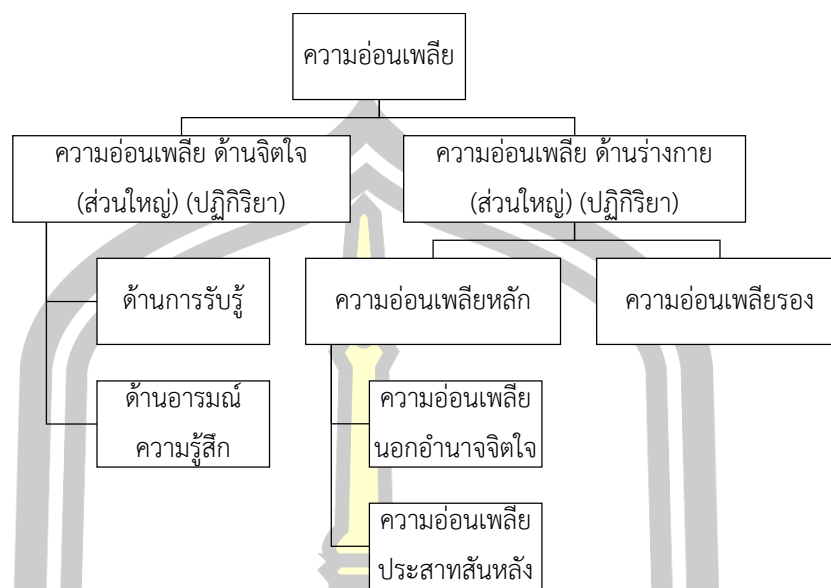 ความอ่อนเพลีย
ความอ่อนเพลีย ด้านจิตใจ
(ส่วนใหญ่) (ปฏิกิริยา)
ความอ่อนเพลีย ด้านร่างกาย
(ส่วนใหญ่) (ปฏิกิริยา)
ด้านการรับรู้
ความอ่อนเพลียหลัก
ความอ่อนเพลียรอง
ด้านอารมณ์
ความรู้สึก
ความอ่อนเพลีย
นอกอำนาจจิตใจ
ความอ่อนเพลีย
ประสาทสันหลัง